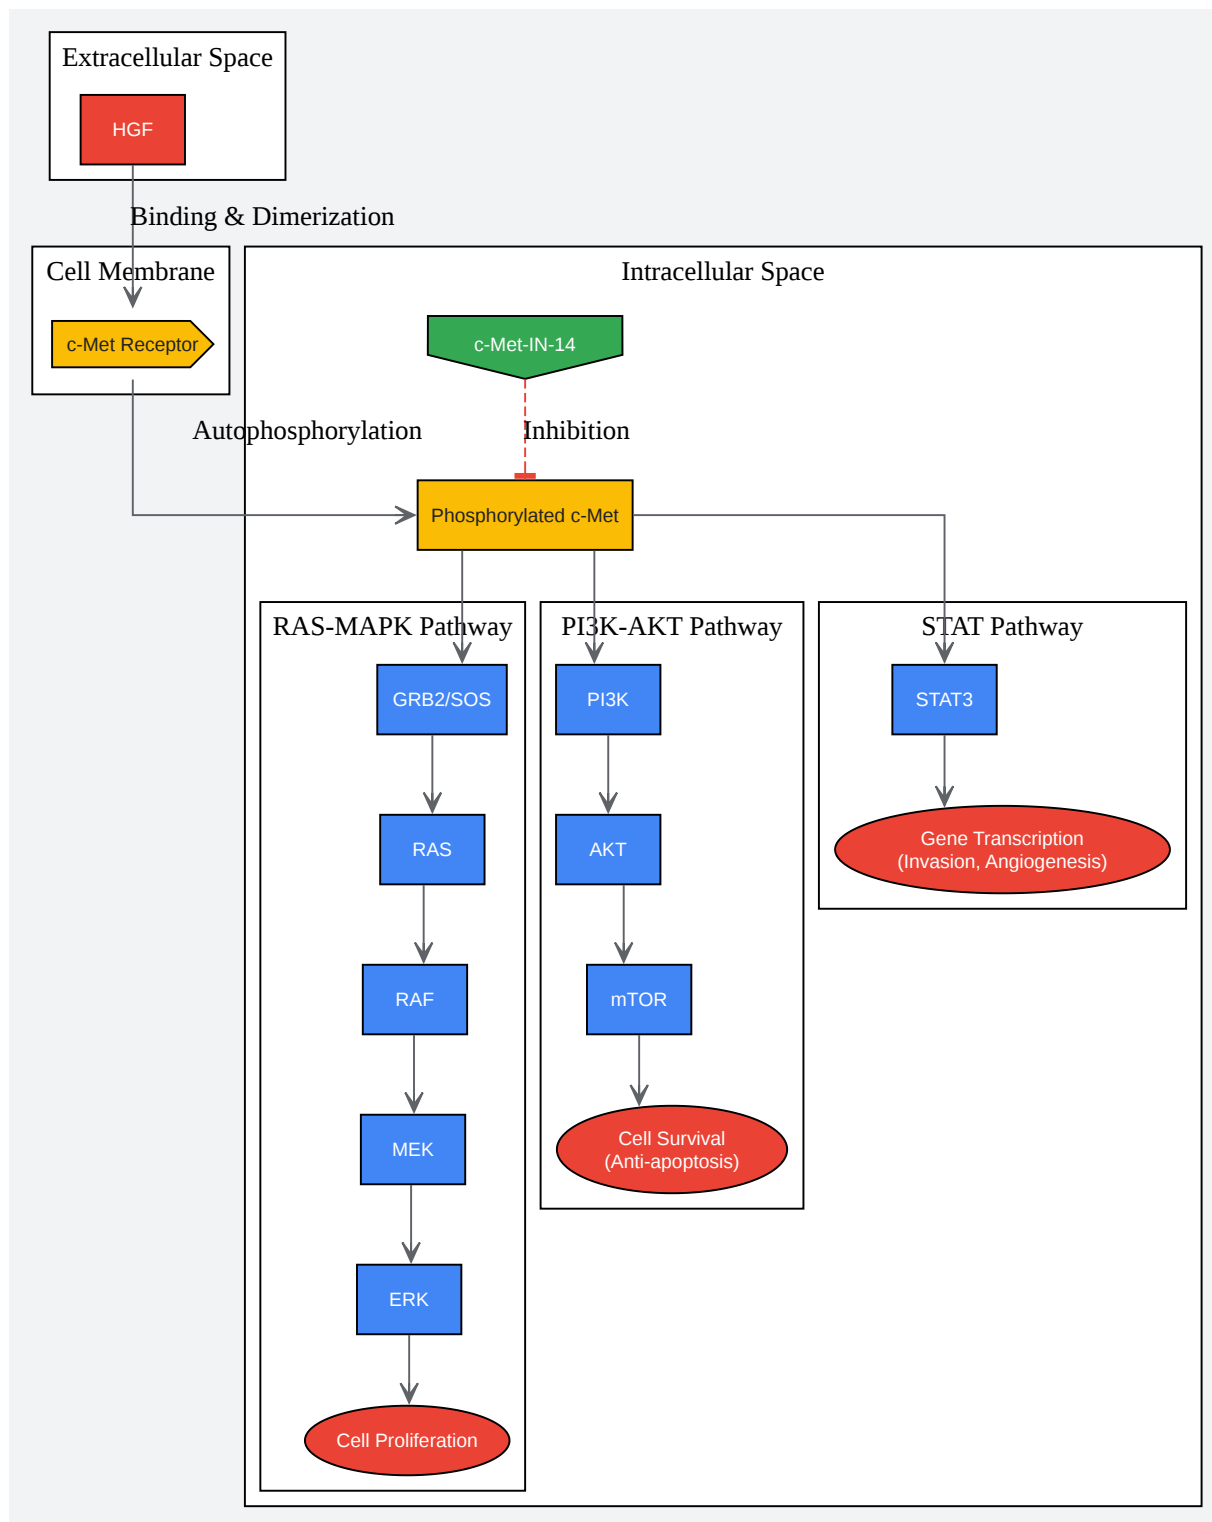 Extracellular Space
HGF
Binding & Dimerization
Cell Membrane
c-Met Receptor
Intracellular Space
c-Met-IN-14
Autophosphorylation
Inhibition
Phosphorylated c-Met
RAS-MAPK Pathway
GRB2/SOS
RAS
RAF
MEK
ERK
Cell Proliferation
PI3K-AKT Pathway
PI3K
AKT
mTOR
Cell Survival
(Anti-apoptosis)
STAT Pathway
STAT3
Gene Transcription
(Invasion, Angiogenesis)